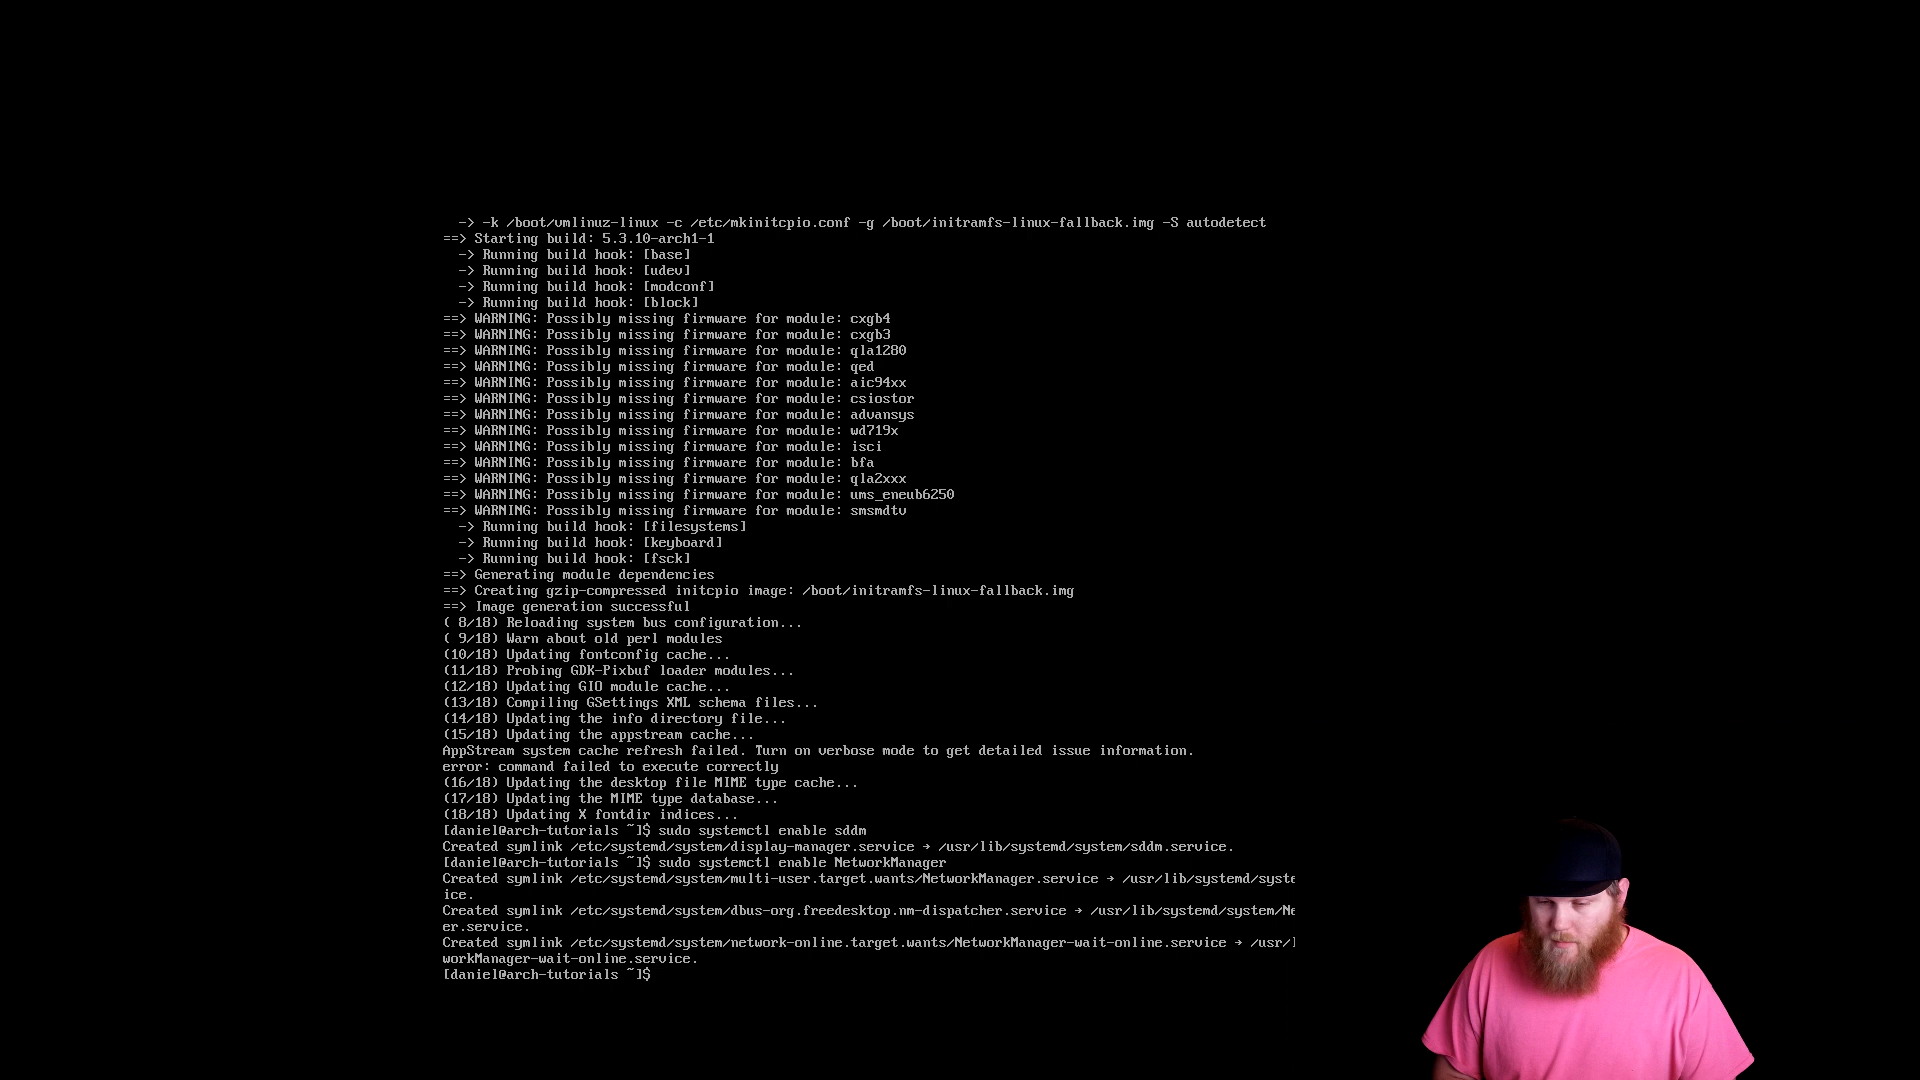 -> -k /boot/vmlinuz-linux -c /etc/mkinitcpio.conf -g /boot/initramfs-linux-fallback.img -S autodetect
==> Starting build: 5.3.10-arch1-1
-> Running build hook: [base]
-> Running build hook: [udev]
-> Running build hook: [modconf]
-> Running build hook: [block]
==> WARNING: Possibly missing firmware for module: cxgb4
==> WARNING: Possibly missing firmware for module: cxgb3
==> WARNING: Possibly missing firmware for module: qla1280
==> WARNING: Possibly missing firmware for module: qed
==> WARNING: Possibly missing firmware for module: aic94xx
==> WARNING: Possibly missing firmware for module: csiostor
==> WARNING: Possibly missing firmware for module: advansys
==> WARNING: Possibly missing firmware for module: wd719x
==> WARNING: Possibly missing firmware for module: isci
==> WARNING: Possibly missing firmware for module: bfa
==> WARNING: Possibly missing firmware for module: qla2xxx
==> WARNING: Possibly missing firmware for module: ums_eneub6250
==> WARNING: Possibly missing firmware for module: smsmdtv
-> Running build hook: [filesystems]
-> Running build hook: [keyboard]
-> Running build hook: [fsck]
==> Generating module dependencies
==> Creating gzip-compressed initcpio image: /boot/initramfs-linux-fallback.img
==> Image generation successful
( 8/18) Reloading system bus configuration...
( 9/18) Warn about old perl modules
(10/18) Updating fontconfig cache...
(11/18) Probing GDK-Pixbuf loader modules...
(12/18) Updating GIO module cache...
(13/18) Compiling GSettings XML schema files...
(14/18) Updating the info directory file...
(15/18) Updating the appstream cache...
AppStream system cache refresh failed. Turn on verbose mode to get detailed issue information.
error: command failed to execute correctly
(16/18) Updating the desktop file MIME type cache...
(17/18) Updating the MIME type database...
(18/18) Updating X fontdir indices...
[daniel@arch-tutorials ~]$ sudo systemctl enable sddm
Created symlink /etc/systemd/system/display-manager.service → /usr/lib/systemd/system/sddm.service.
[daniel@arch-tutorials ~]$ sudo systemctl enable NetworkManager
Created symlink /etc/systemd/system/multi-user.target.wants/NetworkManager.service → /usr/lib/systemd/syste
ice.
Created symlink /etc/systemd/system/dbus-org.freedesktop.nm-dispatcher.service → /usr/lib/systemd/system/Ne
er.service.
Created symlink /etc/systemd/system/network-online.target.wants/NetworkManager-wait-online.service → /usr/l
workManager-wait-online.service.
[daniel@arch-tutorials ~]$